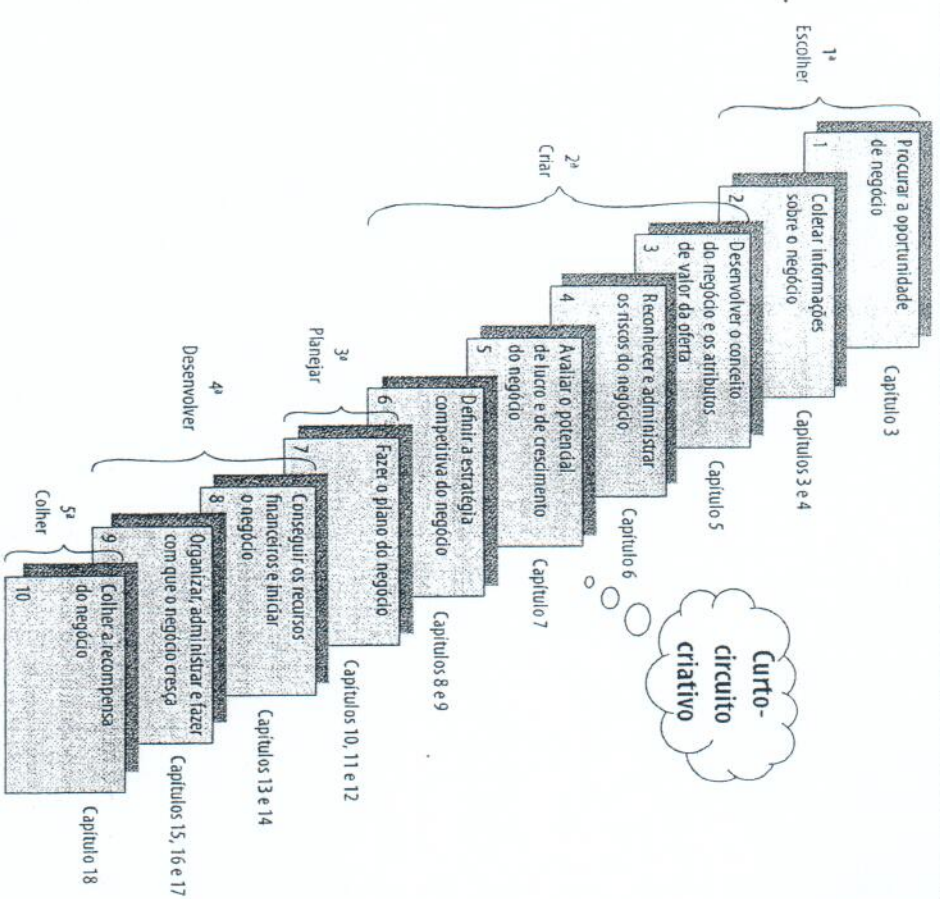 1ª
Escolher
1
Procurar a oportunidade
de negócio
Capítulo 3
2
Coletar informações
sobre o negócio
Capítulos 3 e 4
2ª
Criar
3
Desenvolver o conceito
do negócio e os atributos
de valor da oferta
Capítulo 5
4
Reconhecer e administrar
os riscos do negócio
Capítulo 6
5
Avaliar o potencial
de lucro e de crescimento
do negócio
Capítulo 7
Curto-
circuito
criativo
6
Definir a estratégia
competitiva do negócio
Capítulos 8 e 9
3ª
Planejar
7
Fazer o plano do negócio
Capítulos 10, 11 e 12
4ª
Desenvolver
8
Conseguir os recursos
financeiros e iniciar
o negócio
Capítulos 13 e 14
9
Organizar, administrar e fazer
com que o negócio cresça
Capítulos 15, 16 e 17
5ª
Colher
10
Colher a recompensa
do negócio
Capítulo 18